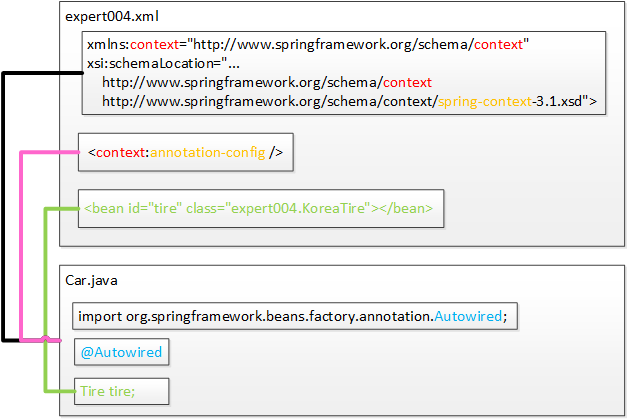 expert004.xml
xmlns:context="http://www.springframework.org/schema/context"
xsi:schemaLocation="...
http://www.springframework.org/schema/context
http://www.springframework.org/schema/context/spring-context-3.1.xsd">
<context:annotation-config />
<bean id="tire" class="expert004.KoreaTire"></bean>
Car.java
import org.springframework.beans.factory.annotation.Autowired;
@Autowired
Tire tire;